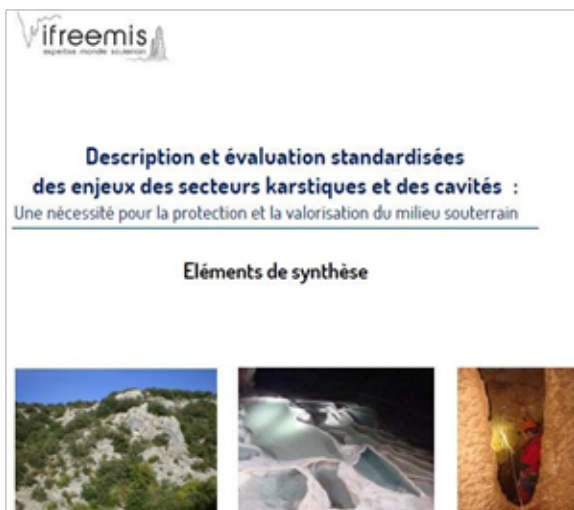 ifreemis
expertise monde souterrain
Description et évaluation standardisées
des enjeux des secteurs karstiques et des cavités :
Une nécessité pour la protection et la valorisation du milieu souterrain
Eléments de synthèse